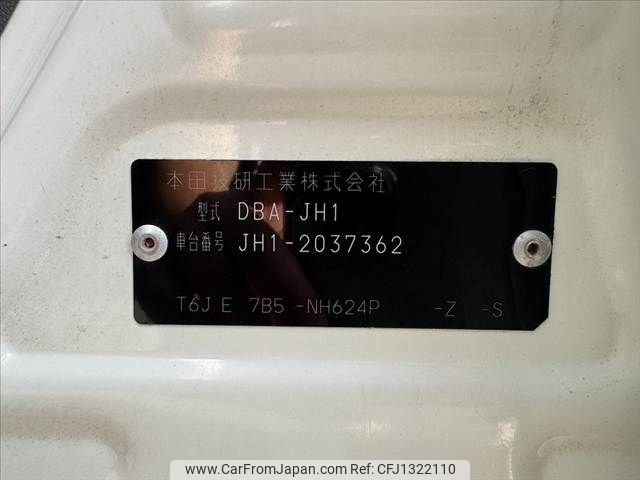 本田技研工業株式会社
型式 DBA-JH1
車台番号 JH1-2037362
T6J E 7B5 -NH624P -Z -S
www.CarFromJapan.com - CFJ1322110